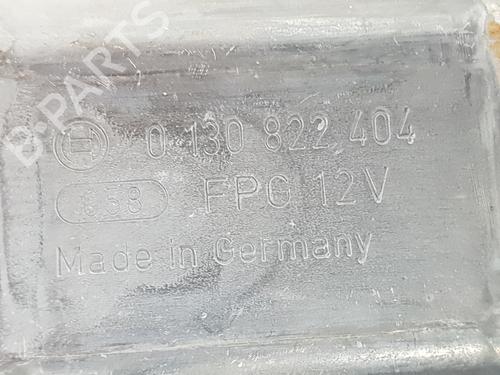 B-PARTS
0 130 822 404
658 FPG 12V
Made in Germany